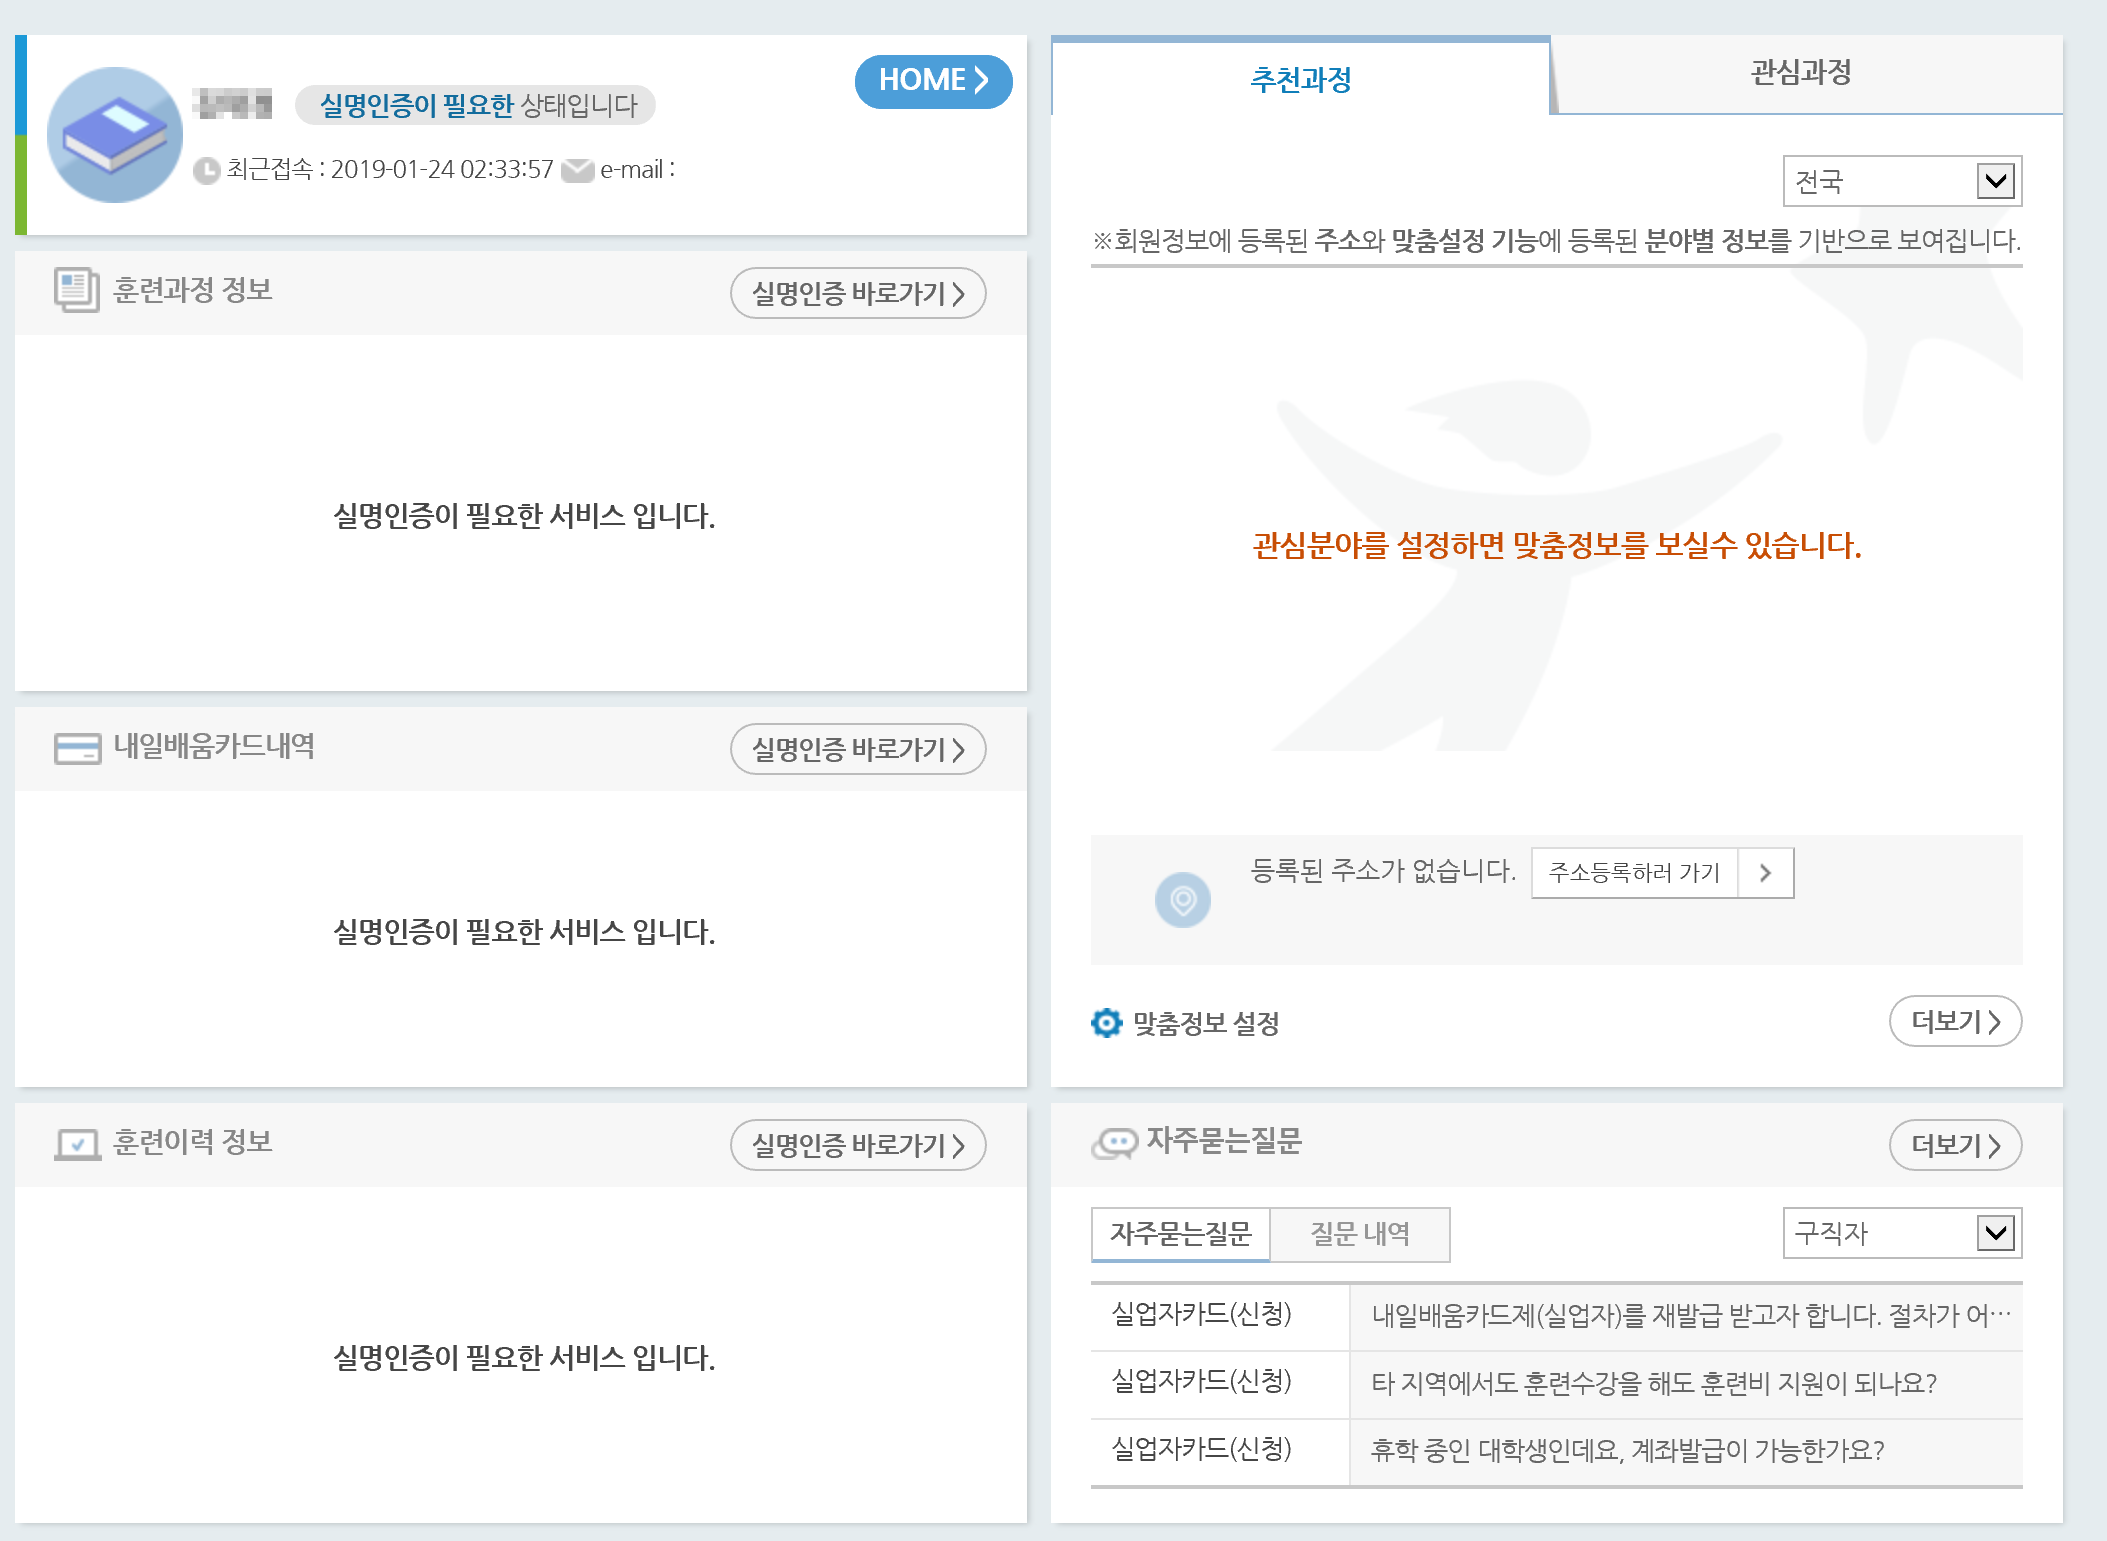 실명인증이 필요한 상태입니다
HOME
최근접속 : 2019-01-24 02:33:57 e-mail :
훈련과정 정보
실명인증 바로가기
실명인증이 필요한 서비스 입니다.
내일배움카드내역
실명인증 바로가기
실명인증이 필요한 서비스 입니다.
훈련이력 정보
실명인증 바로가기
실명인증이 필요한 서비스 입니다.
추천과정
관심과정
전국
※회원정보에 등록된 주소와 맞춤설정 기능에 등록된 분야별 정보를 기반으로 보여집니다.
관심분야를 설정하면 맞춤정보를 보실수 있습니다.
등록된 주소가 없습니다. 주소등록하러 가기
맞춤정보 설정
더보기
자주묻는질문
더보기
자주묻는질문 질문 내역
구직자
실업자카드(신청) 내일배움카드제(실업자)를 재발급 받고자 합니다. 절차가 어…
실업자카드(신청) 타 지역에서도 훈련수강을 해도 훈련비 지원이 되나요?
실업자카드(신청) 휴학 중인 대학생인데요, 계좌발급이 가능한가요?